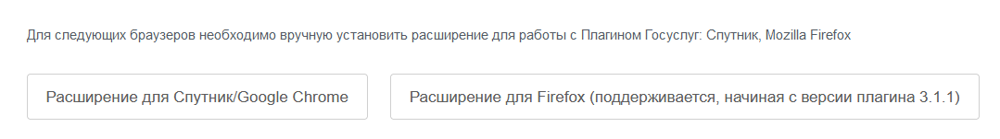 Для следующих браузеров необходимо вручную установить расширение для работы с Плагином Госуслуг: Спутник, Mozilla Firefox
Расширение для Спутник/Google Chrome
Расширение для Firefox (поддерживается, начиная с версии плагина 3.1.1)